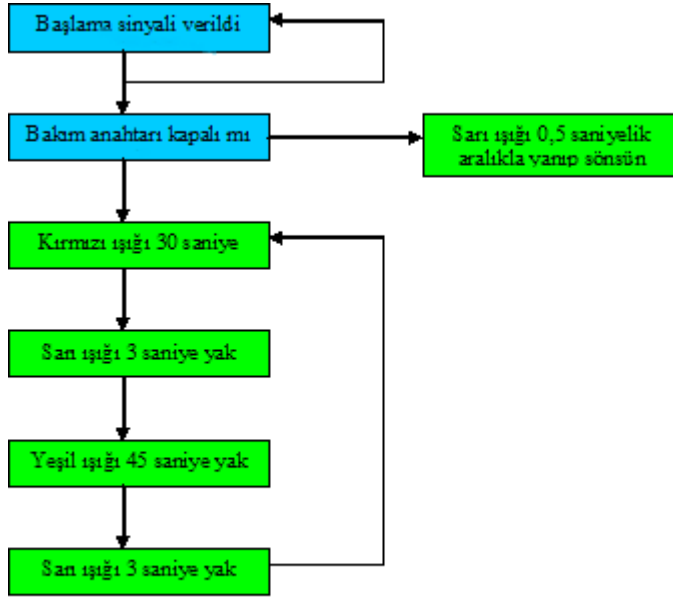 Başlama sinyali verildi
Bakım anahtarı kapalı mı
Sarı ışığı 0,5 saniyelik
aralıkla yanıp sönsün
Kırmızı ışığı 30 saniye
Sarı ışığı 3 saniye yak
Yeşil ışığı 45 saniye yak
Sarı ışığı 3 saniye yak